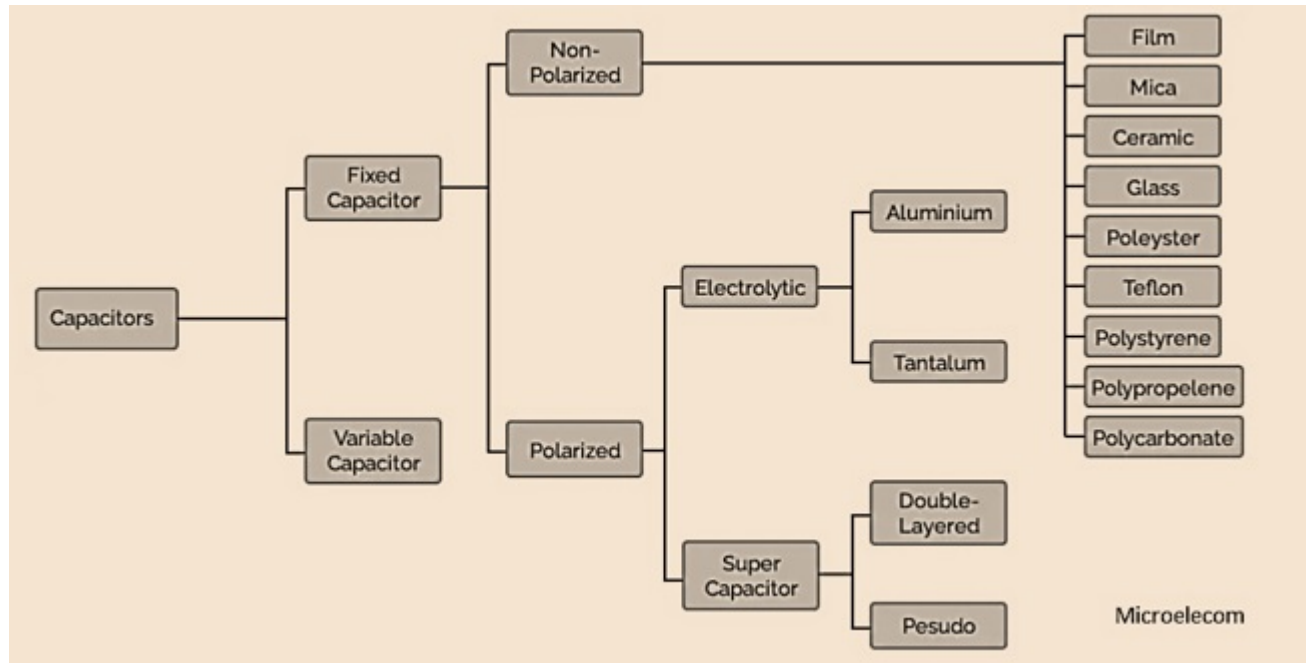 Capacitors
Fixed
Capacitor
Variable
Capacitor
Non-
Polarized
Polarized
Electrolytic
Super
Capacitor
Aluminium
Tantalum
Double-
Layered
Pesudo
Film
Mica
Ceramic
Glass
Poleyster
Teflon
Polystyrene
Polypropelene
Polycarbonate
Microelecom